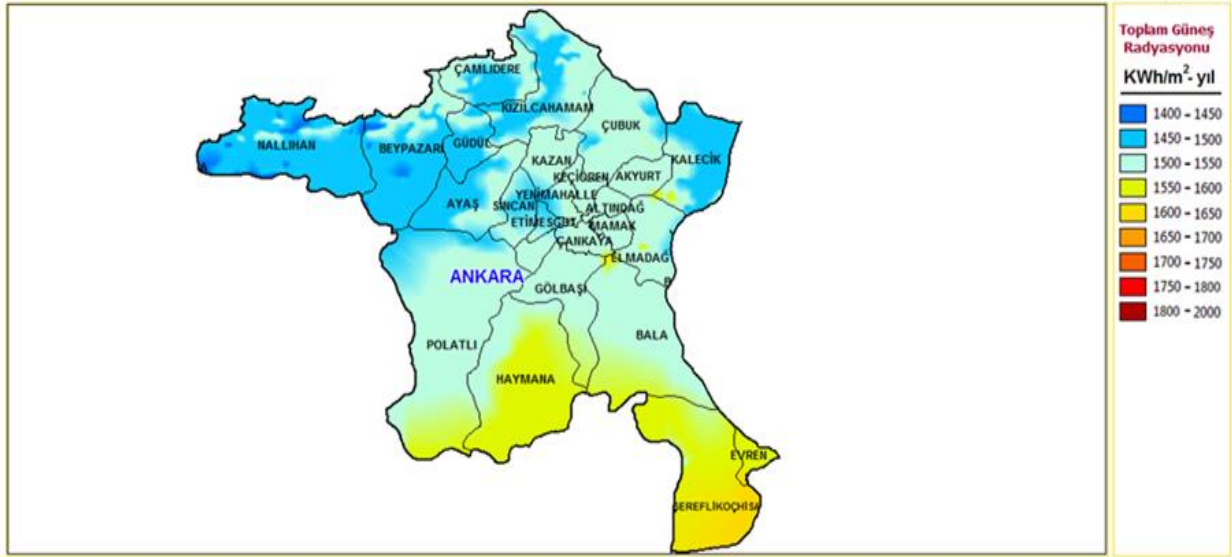 Toplam Güneş
Radyasyonu
KWh/m²- yıl
1400 - 1450
1450 - 1500
1500 - 1550
1550 - 1600
1600 - 1650
1650 - 1700
1700 - 1750
1750 - 1800
1800 - 2000
ÇAMLIDERE
KIZILCAHAMAM
ÇUBUK
NALLIHAN
BEYPAZARI
GÜDÜL
KAZAN
KALECİK
KEÇİÖREN
AKYURT
YENİMAHALLE
AYAŞ
SİNCAN
ALTINDAĞ
ETİMESGUT
MAMAK
ÇANKAYA
ELMADAĞ
ANKARA
B
GÖLBAŞI
POLATLI
BALA
HAYMANA
EVREN
ŞEREFLİKOÇHİSA